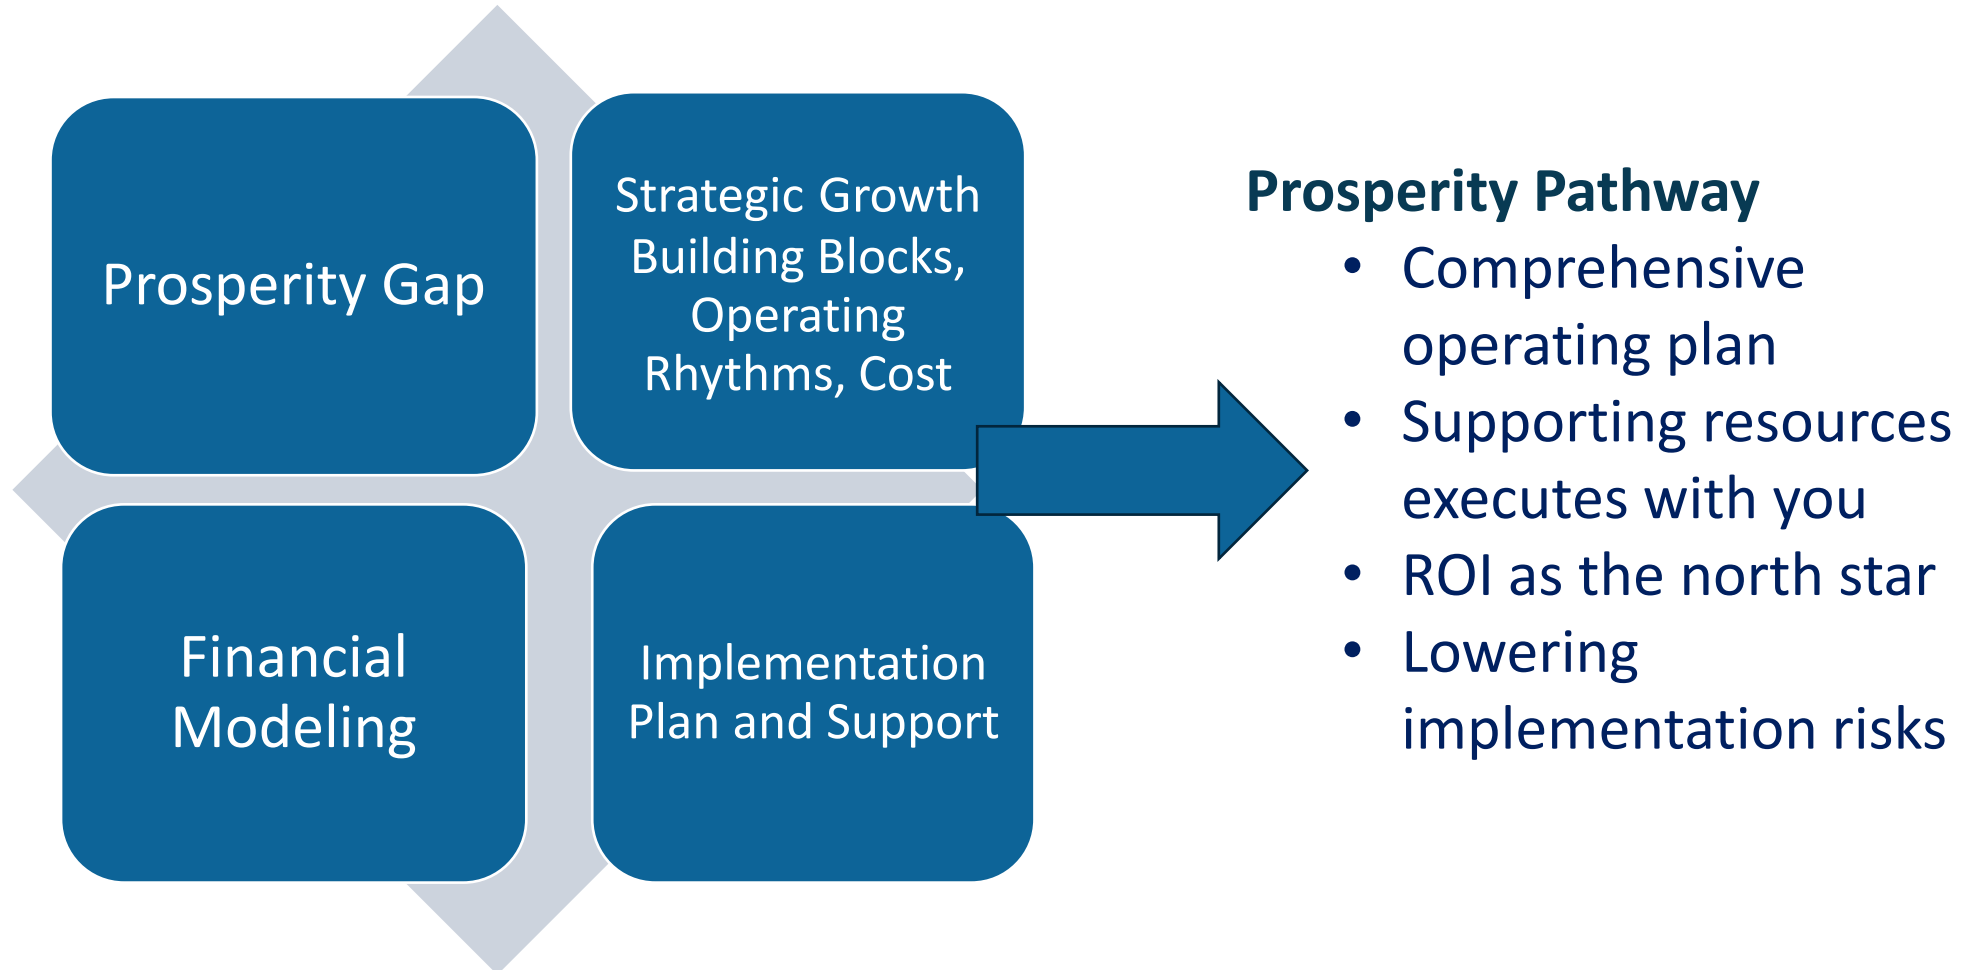 Prosperity Gap
Strategic Growth
Building Blocks,
Operating
Rhythms, Cost
Financial
Modeling
Implementation
Plan and Support
Prosperity Pathway
• Comprehensive
operating plan
• Supporting resources
executes with you
• ROI as the north star
• Lowering
implementation risks